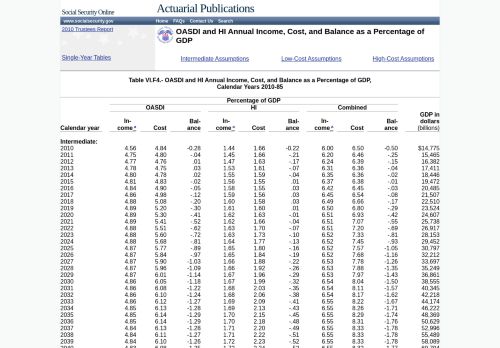 Social Security Online
Actuarial Publications
www.socialsecurity.gov Home FAQs Contact Us Search
2010 Trustees Report
OASDI and HI Annual Income, Cost, and Balance as a Percentage of GDP
Single-Year Tables
Intermediate Assumptions Low-Cost Assumptions High-Cost Assumptions
Table VI.F4.- OASDI and HI Annual Income, Cost, and Balance as a Percentage of GDP,
Calendar Years 2010-85
Percentage of GDP
OASDI HI Combined
Calendar year In-come* Cost Bal-ance In-come* Cost Bal-ance In-come* Cost Bal-ance GDP in dollars (billions)
Intermediate:
2010 4.56 4.84 -0.28 1.44 1.66 -0.22 6.00 6.50 -0.50 $14,775
2011 4.75 4.80 -.04 1.45 1.66 -.21 6.20 6.46 -.25 15,465
2012 4.77 4.76 .01 1.47 1.63 -.17 6.24 6.39 -.15 16,382
2013 4.78 4.75 .03 1.53 1.61 -.07 6.31 6.36 -.04 17,411
2014 4.80 4.78 .02 1.55 1.59 -.04 6.35 6.36 -.02 18,446
2015 4.81 4.83 -.02 1.56 1.55 .01 6.37 6.38 -.01 19,472
2016 4.84 4.90 -.05 1.58 1.55 .03 6.42 6.45 -.03 20,485
2017 4.86 4.98 -.12 1.59 1.56 .03 6.45 6.54 -.08 21,507
2018 4.88 5.08 -.20 1.60 1.58 .03 6.49 6.66 -.17 22,510
2019 4.89 5.20 -.30 1.61 1.60 .01 6.50 6.80 -.29 23,524
2020 4.89 5.30 -.41 1.62 1.63 -.01 6.51 6.93 -.42 24,607
2021 4.89 5.41 -.52 1.62 1.66 -.04 6.51 7.07 -.55 25,738
2022 4.88 5.51 -.62 1.63 1.70 -.07 6.51 7.20 -.69 26,917
2023 4.88 5.60 -.72 1.63 1.73 -.10 6.52 7.33 -.81 28,153
2024 4.88 5.68 -.81 1.64 1.77 -.13 6.52 7.45 -.93 29,452
2025 4.87 5.77 -.89 1.65 1.80 -.16 6.52 7.57 -1.05 30,797
2026 4.87 5.84 -.97 1.65 1.84 -.19 6.52 7.68 -1.16 32,212
2027 4.87 5.90 -1.03 1.66 1.88 -.22 6.53 7.78 -1.26 33,697
2028 4.87 5.96 -1.09 1.66 1.92 -.26 6.53 7.88 -1.35 35,249
2029 4.87 6.01 -1.14 1.67 1.96 -.29 6.53 7.97 -1.43 36,861
2030 4.86 6.05 -1.18 1.67 1.99 -.32 6.54 8.04 -1.50 38,555
2031 4.86 6.08 -1.22 1.68 2.03 -.35 6.54 8.11 -1.57 40,345
2032 4.86 6.10 -1.24 1.68 2.06 -.38 6.54 8.17 -1.62 42,218
2033 4.86 6.12 -1.27 1.69 2.09 -.41 6.55 8.22 -1.67 44,174
2034 4.85 6.13 -1.28 1.69 2.13 -.43 6.55 8.26 -1.71 46,222
2035 4.85 6.14 -1.29 1.70 2.15 -.45 6.55 8.29 -1.74 48,369
2036 4.85 6.14 -1.29 1.70 2.18 -.48 6.55 8.31 -1.76 50,629
2037 4.84 6.13 -1.28 1.71 2.20 -.49 6.55 8.33 -1.78 52,996
2038 4.84 6.11 -1.27 1.71 2.22 -.51 6.55 8.33 -1.78 55,489
2039 4.84 6.10 -1.26 1.72 2.23 -.52 6.55 8.33 -1.78 58,089